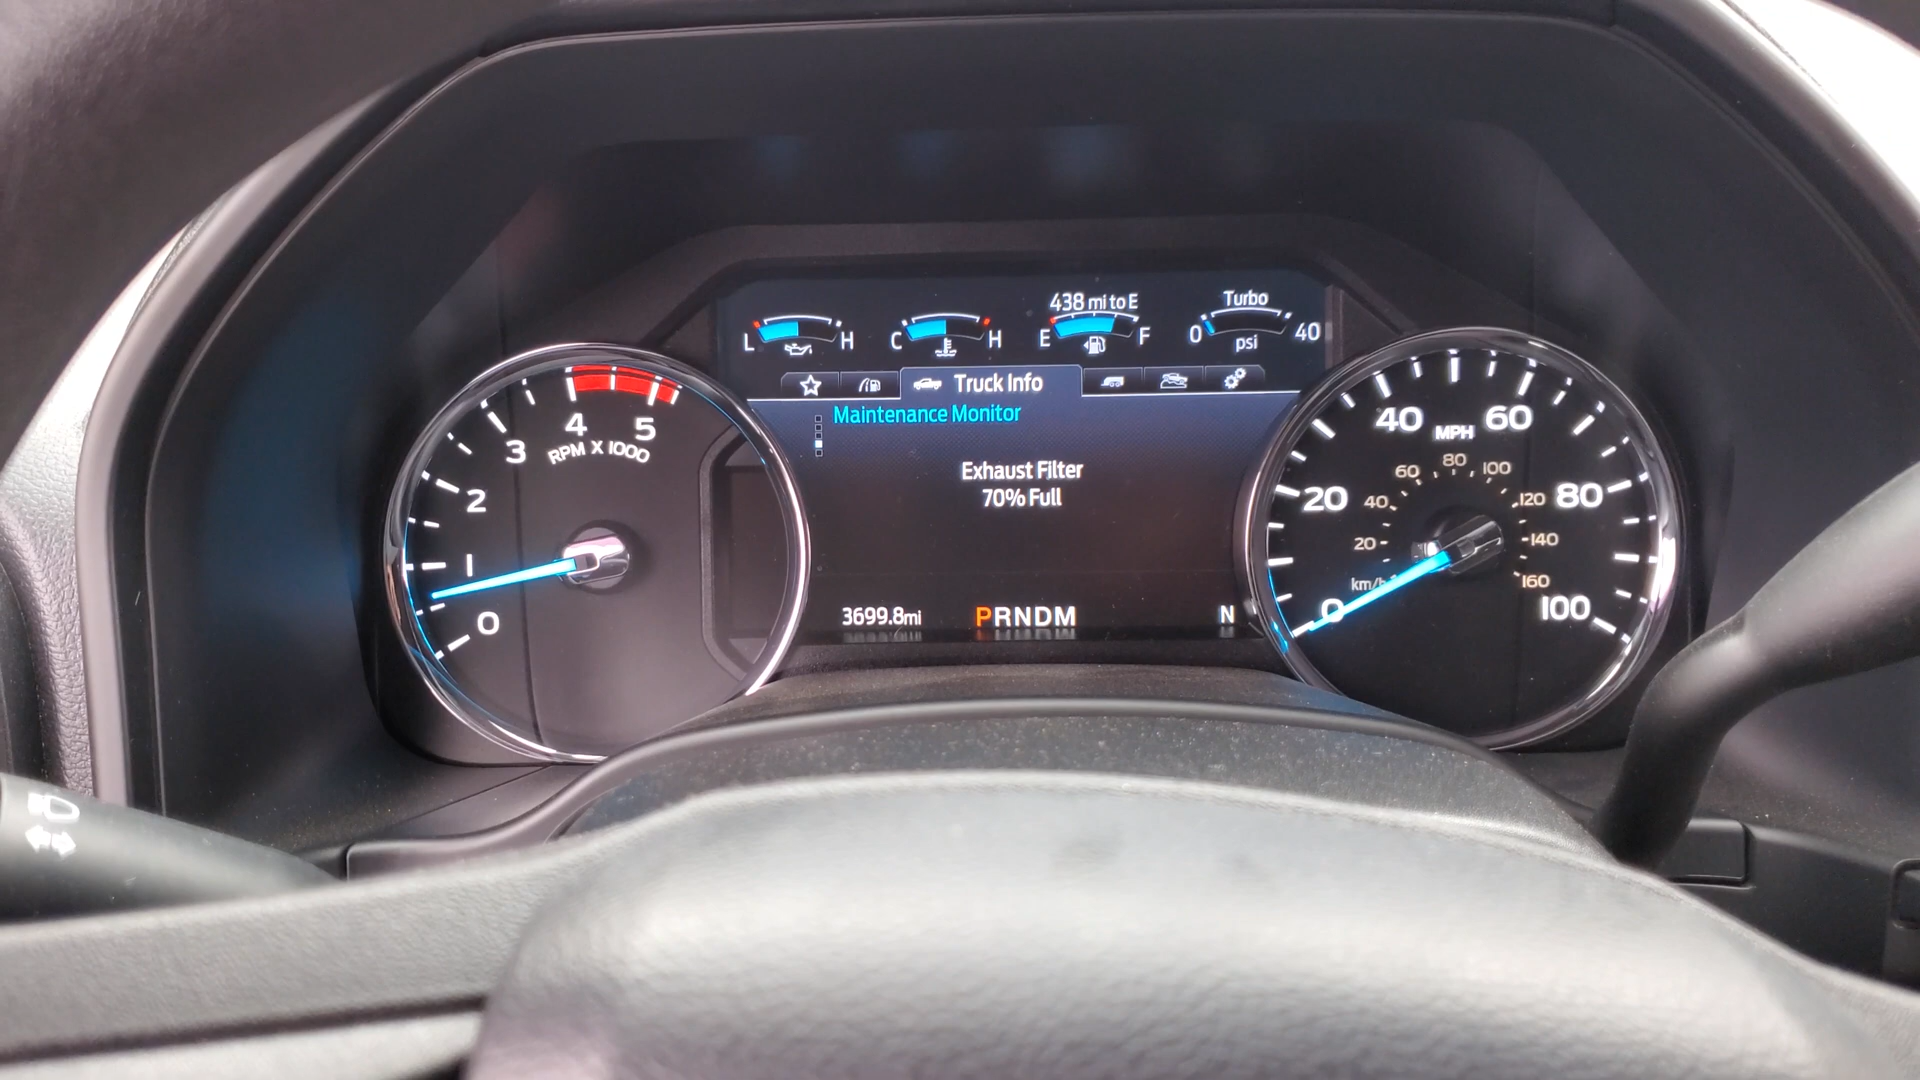 438 mi to E
Turbo
L H
C H
E F
0 40
psi
Truck Info
Maintenance Monitor
Exhaust Filter
70% Full
3699.8mi
PRNDM
N
0 1 2 3 4 5
RPM X 1000
0 20 40 60 80 100
MPH
20 40 60 80 100 120 140 160
km/h